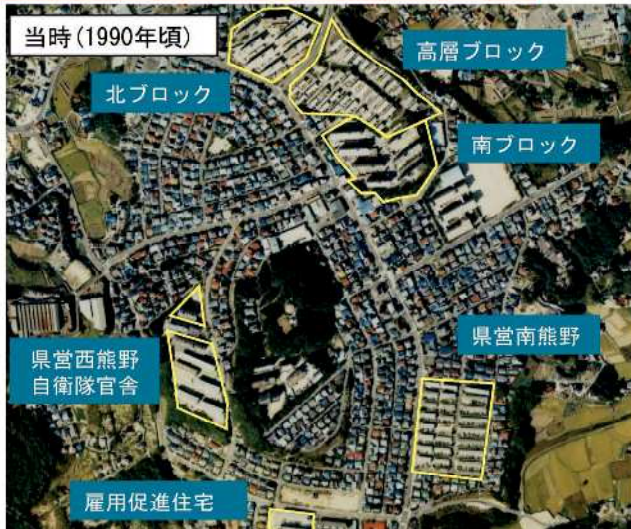 当時(1990年頃)
高層ブロック
北ブロック
南ブロック
県営南熊野
県営西熊野
自衛隊官舎
雇用促進住宅